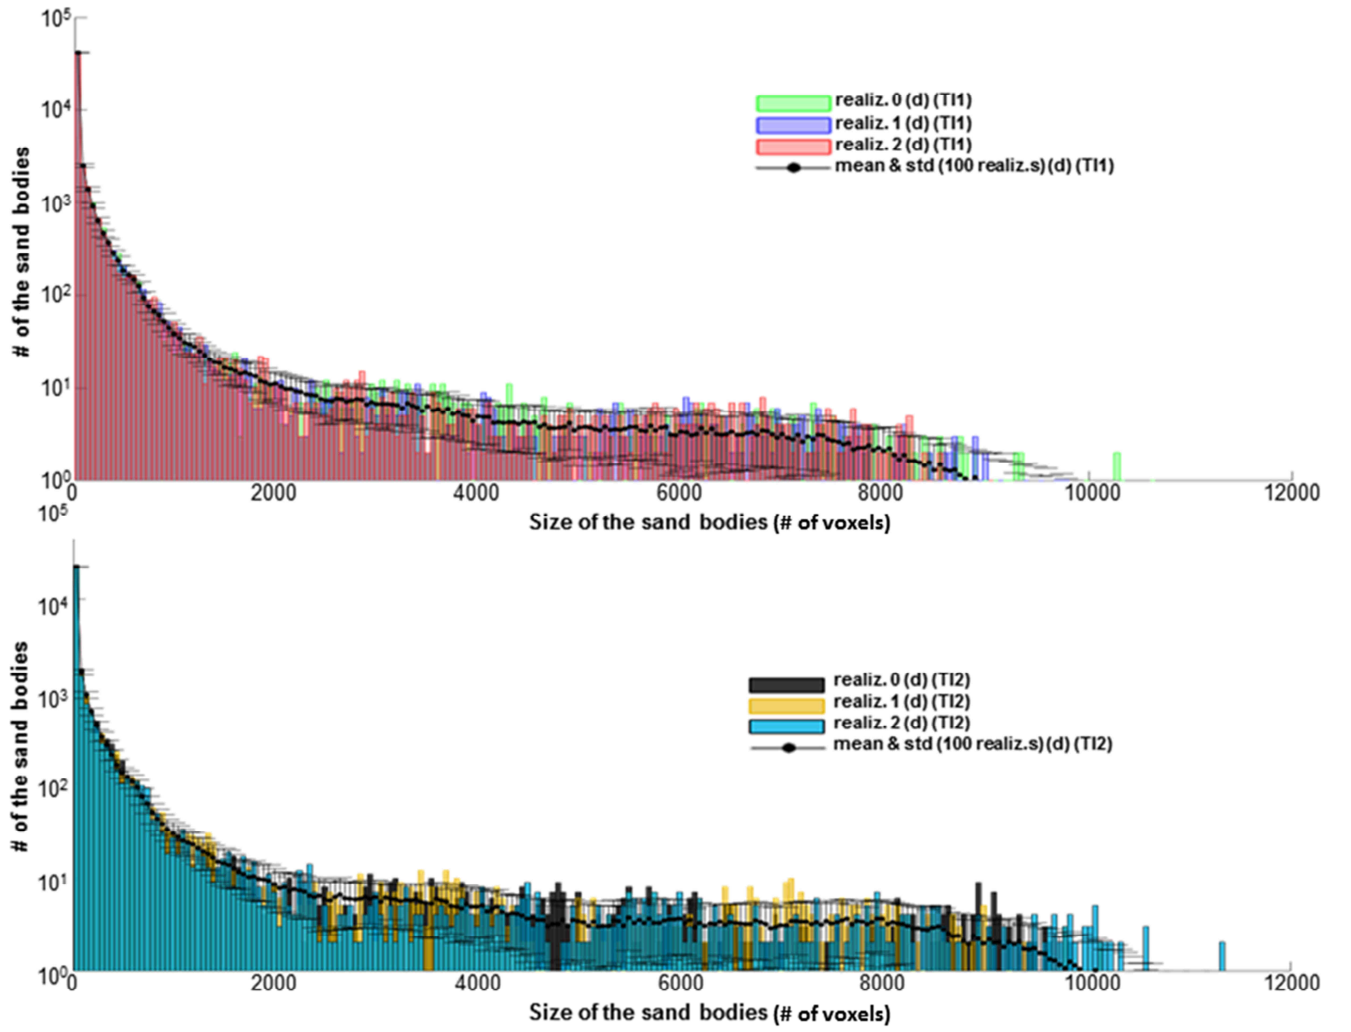 10⁵
10⁴
10³
10²
10¹
10⁰
# of the sand bodies
realiz. 0 (d) (TI1)
realiz. 1 (d) (TI1)
realiz. 2 (d) (TI1)
mean & std (100 realiz.s)(d) (TI1)
0 2000 4000 6000 8000 10000 12000
Size of the sand bodies (# of voxels)
10⁵
10⁴
10³
10²
10¹
10⁰
# of the sand bodies
realiz. 0 (d) (TI2)
realiz. 1 (d) (TI2)
realiz. 2 (d) (TI2)
mean & std (100 realiz.s)(d) (TI2)
0 2000 4000 6000 8000 10000 12000
Size of the sand bodies (# of voxels)